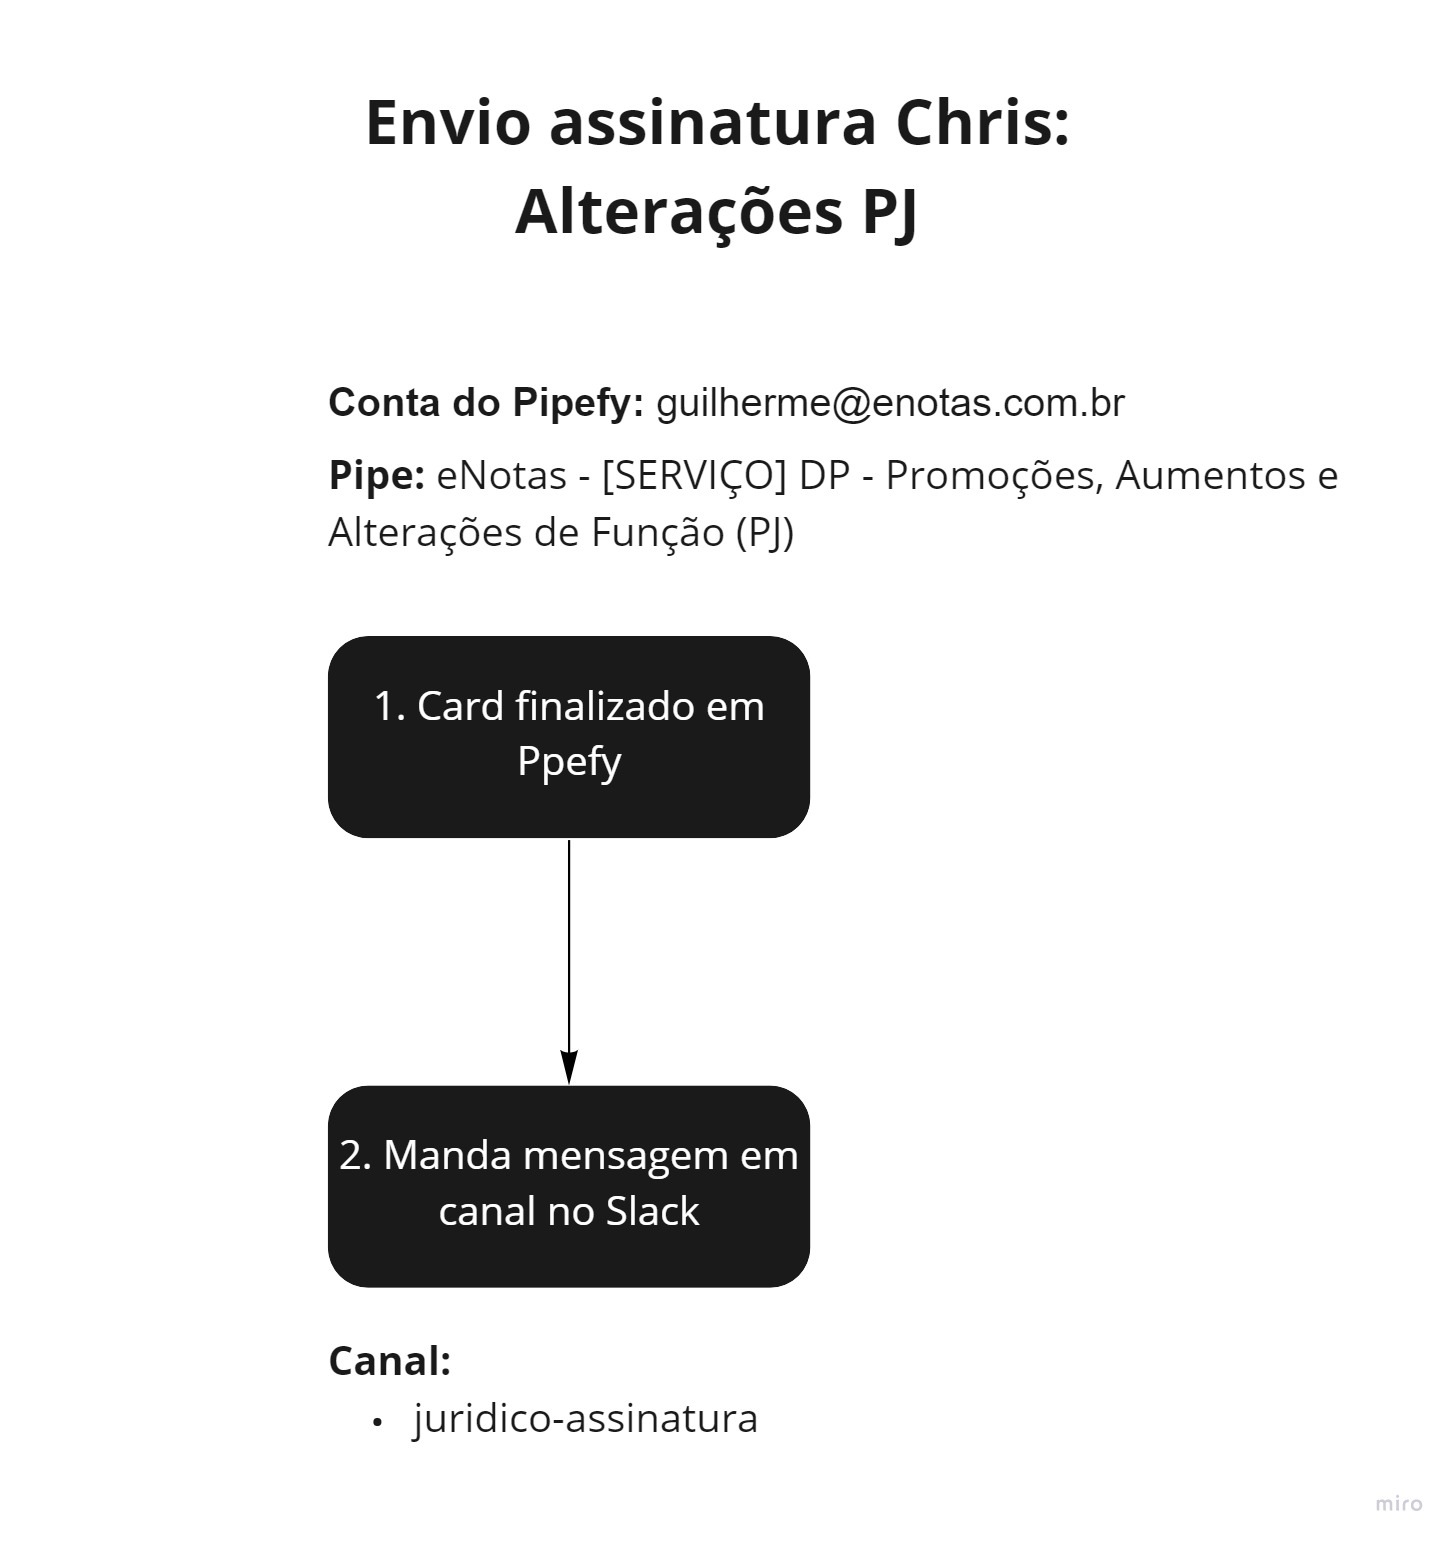 Envio assinatura Chris:
Alterações PJ
Conta do Pipefy: guilherme@enotas.com.br
Pipe: eNotas - [SERVIÇO] DP - Promoções, Aumentos e
Alterações de Função (PJ)
1. Card finalizado em
Ppefy
2. Manda mensagem em
canal no Slack
Canal:
• juridico-assinatura
miro